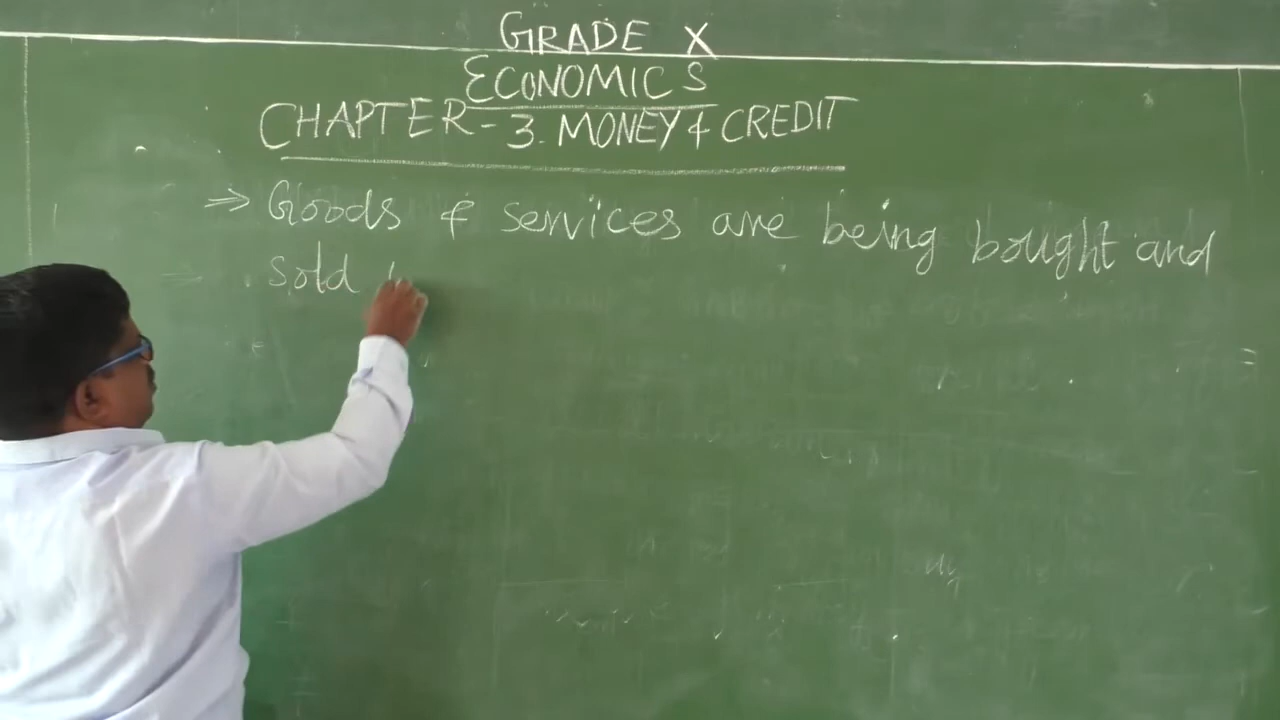 GRADE X
ECONOMICS
CHAPTER-3. MONEY & CREDIT
⇒ Goods & services are being bought and
sold